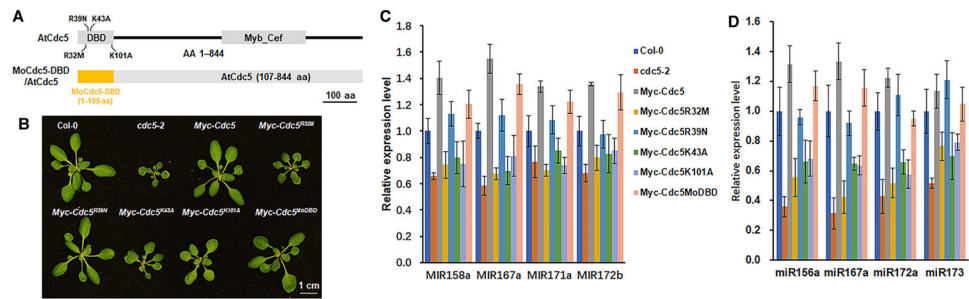 A
R39N K43A
AtCdc5 DBD Myb_Cef
R32M K101A AA 1–844
MoCdc5-DBD
/AtCdc5
AtCdc5 (107-844 aa)
MoCdc5-DBD
(1-105aa)
100 aa
B
Col-0 cdc5-2 Myc-Cdc5 Myc-Cdc5R32M
Myc-Cdc5R39N Myc-Cdc5K43A Myc-Cdc5K101A Myc-Cdc5MoDBD
1 cm
C
Relative expression level
1.8
1.6
1.4
1.2
1.0
0.8
0.6
0.4
0.2
0.0
MIR158a MIR167a MIR171a MIR172b
Col-0
cdc5-2
Myc-Cdc5
Myc-Cdc5R32M
Myc-Cdc5R39N
Myc-Cdc5K43A
Myc-Cdc5K101A
Myc-Cdc5MoDBD
D
Relative expression level
1.6
1.4
1.2
1.0
0.8
0.6
0.4
0.2
0.0
miR156a miR167a miR172a miR173